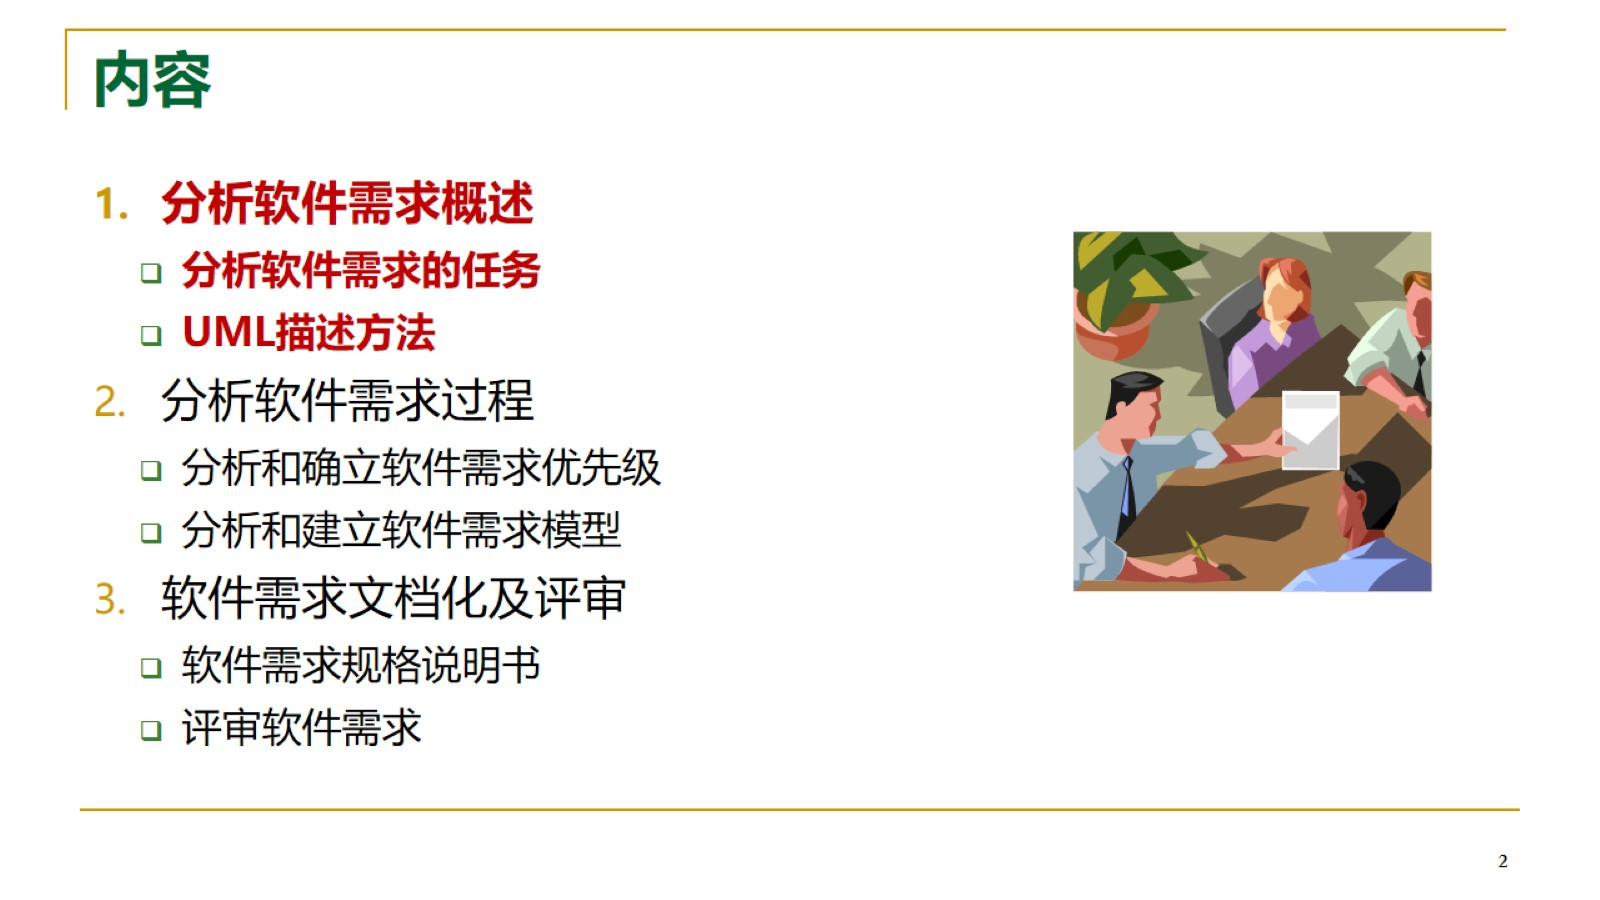 内容
1. 分析软件需求概述
❑ 分析软件需求的任务
❑ UML描述方法
2. 分析软件需求过程
❑ 分析和确立软件需求优先级
❑ 分析和建立软件需求模型
3. 软件需求文档化及评审
❑ 软件需求规格说明书
❑ 评审软件需求
2